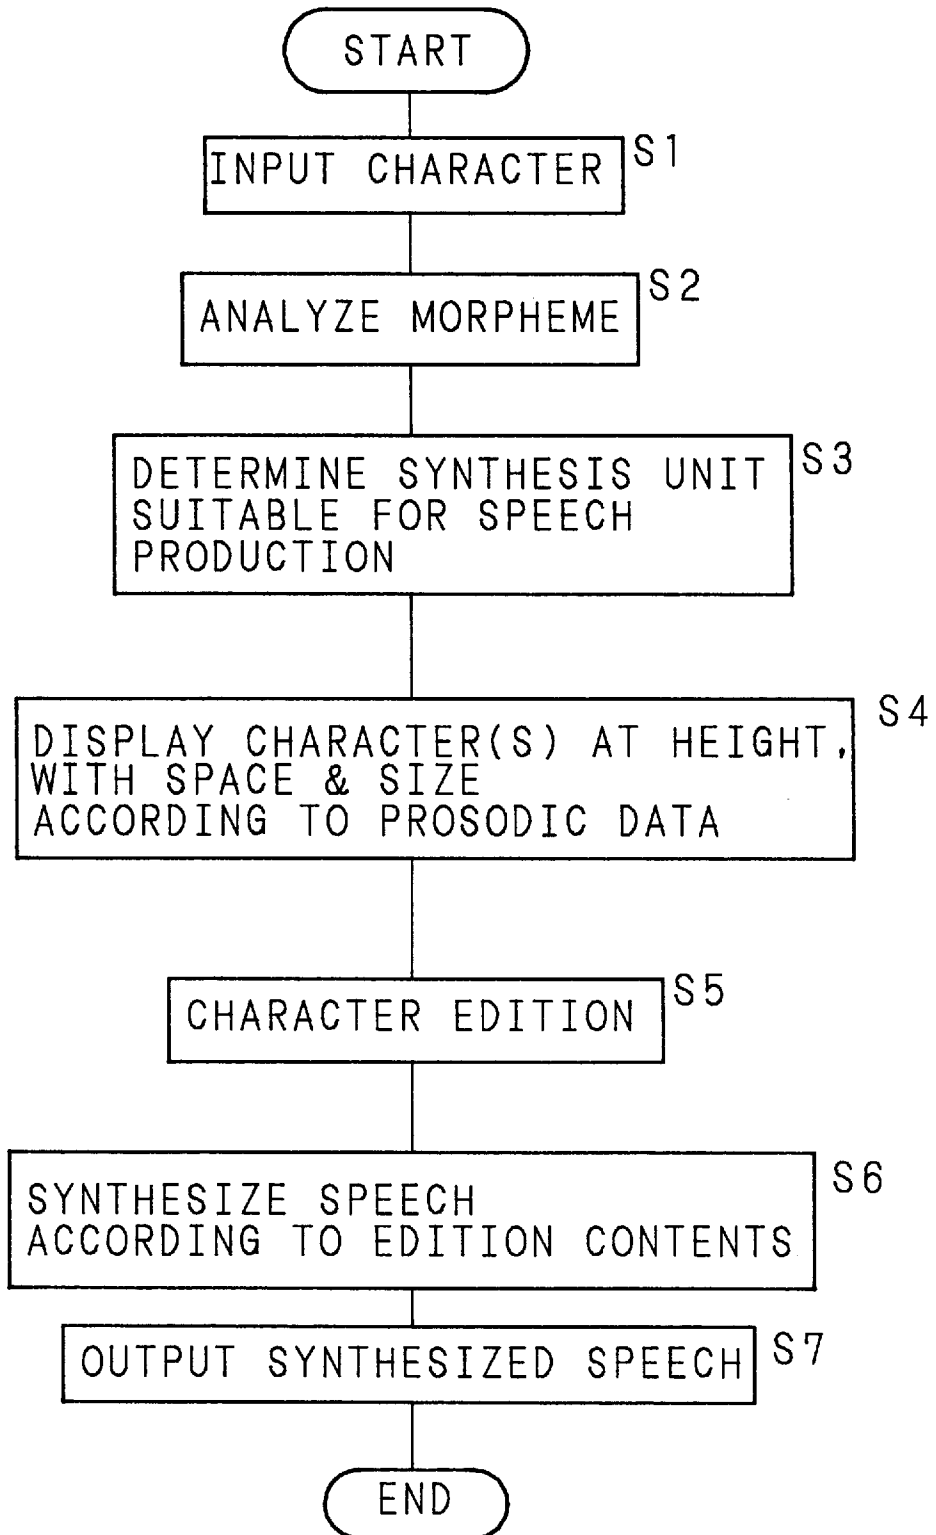 START
INPUT CHARACTER
S1
ANALYZE MORPHEME
S2
DETERMINE SYNTHESIS UNIT
SUITABLE FOR SPEECH
PRODUCTION
S3
DISPLAY CHARACTER(S) AT HEIGHT,
WITH SPACE & SIZE
ACCORDING TO PROSODIC DATA
S4
CHARACTER EDITION
S5
SYNTHESIZE SPEECH
ACCORDING TO EDITION CONTENTS
S6
OUTPUT SYNTHESIZED SPEECH
S7
END